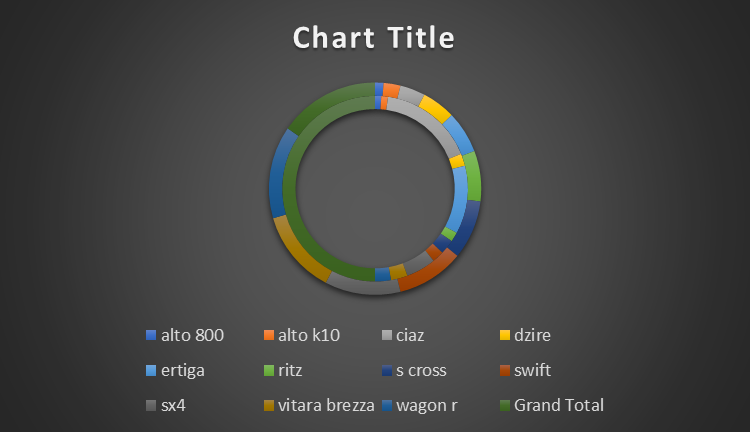 Chart Title
alto 800 alto k10 ciaz dzire
ertiga ritz s cross swift
sx4 vitara brezza wagon r Grand Total